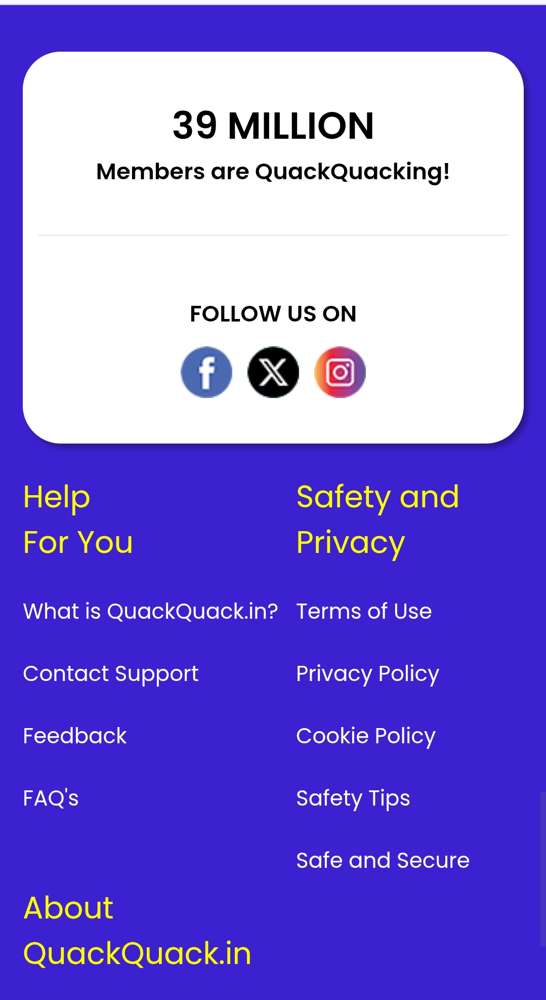 39 MILLION
Members are QuackQuacking!
FOLLOW US ON
Help
For You
What is QuackQuack.in?
Contact Support
Feedback
FAQ's
Safety and
Privacy
Terms of Use
Privacy Policy
Cookie Policy
Safety Tips
Safe and Secure
About
QuackQuack.in